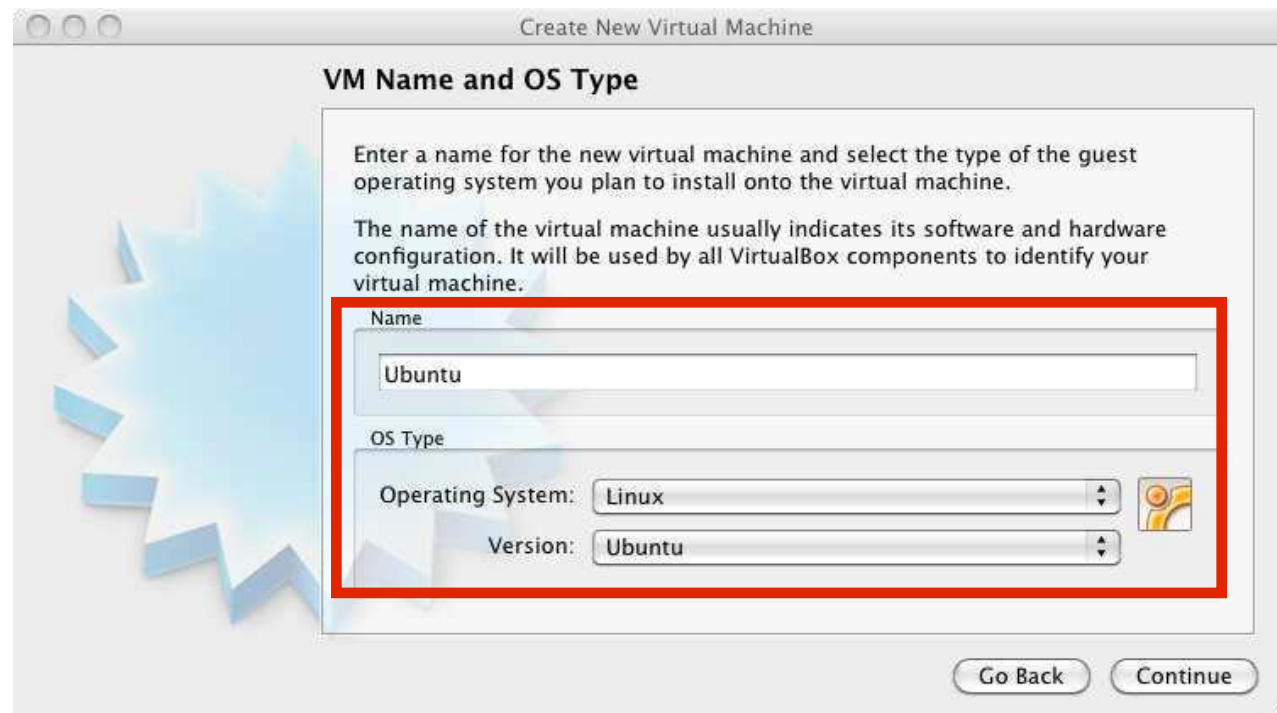 Create New Virtual Machine
VM Name and OS Type
Enter a name for the new virtual machine and select the type of the guest
operating system you plan to install onto the virtual machine.
The name of the virtual machine usually indicates its software and hardware
configuration. It will be used by all VirtualBox components to identify your
virtual machine.
Name
Ubuntu
OS Type
Operating System: Linux
Version: Ubuntu
Go Back Continue